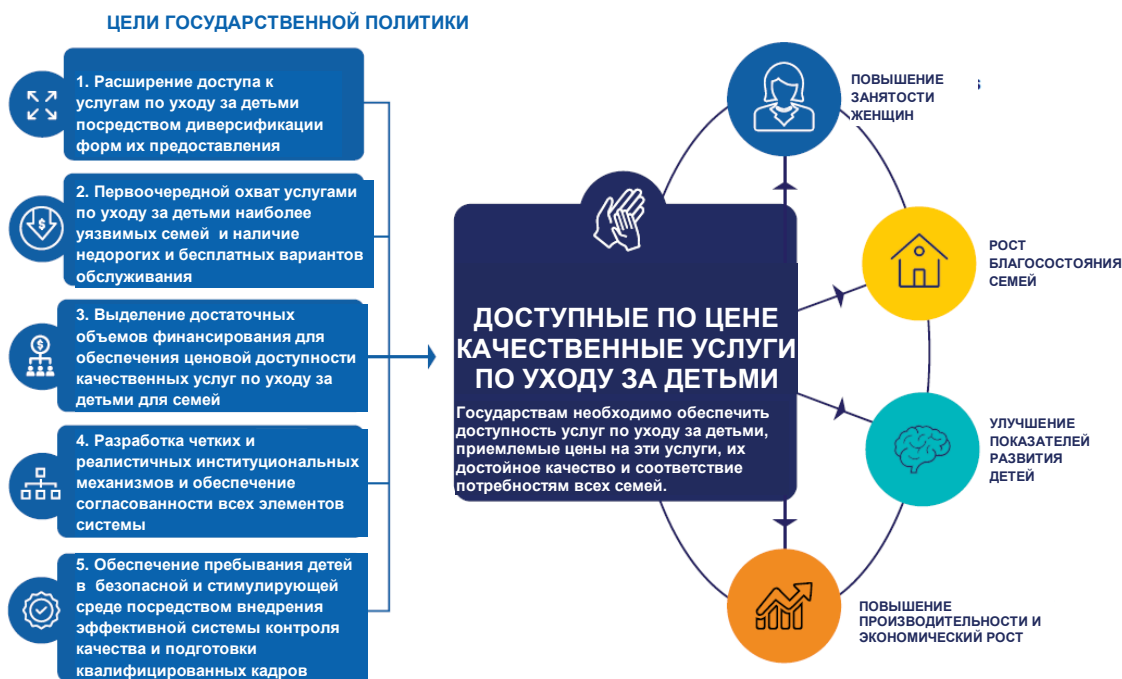 ЦЕЛИ ГОСУДАРСТВЕННОЙ ПОЛИТИКИ
1. Расширение доступа к
услугам по уходу за детьми
посредством диверсификации
форм их предоставления
2. Первоочередной охват услугами
по уходу за детьми наиболее
уязвимых семей и наличие
недорогих и бесплатных вариантов
обслуживания
3. Выделение достаточных
объемов финансирования для
обеспечения ценовой доступности
качественных услуг по уходу за
детьми для семей
4. Разработка четких и
реалистичных институциональных
механизмов и обеспечение
согласованности всех элементов
системы
5. Обеспечение пребывания детей
в безопасной и стимулирующей
среде посредством внедрения
эффективной системы контроля
качества и подготовки
квалифицированных кадров
ДОСТУПНЫЕ ПО ЦЕНЕ
КАЧЕСТВЕННЫЕ УСЛУГИ
ПО УХОДУ ЗА ДЕТЬМИ
Государствам необходимо обеспечить
доступность услуг по уходу за детьми,
приемлемые цены на эти услуги, их
достойное качество и соответствие
потребностям всех семей.
ПОВЫШЕНИЕ
ЗАНЯТОСТИ
ЖЕНЩИН
РОСТ
БЛАГОСОСТОЯНИЯ
СЕМЕЙ
УЛУЧШЕНИЕ
ПОКАЗАТЕЛЕЙ
РАЗВИТИЯ
ДЕТЕЙ
ПОВЫШЕНИЕ
ПРОИЗВОДИТЕЛЬНОСТИ И
ЭКОНОМИЧЕСКИЙ РОСТ